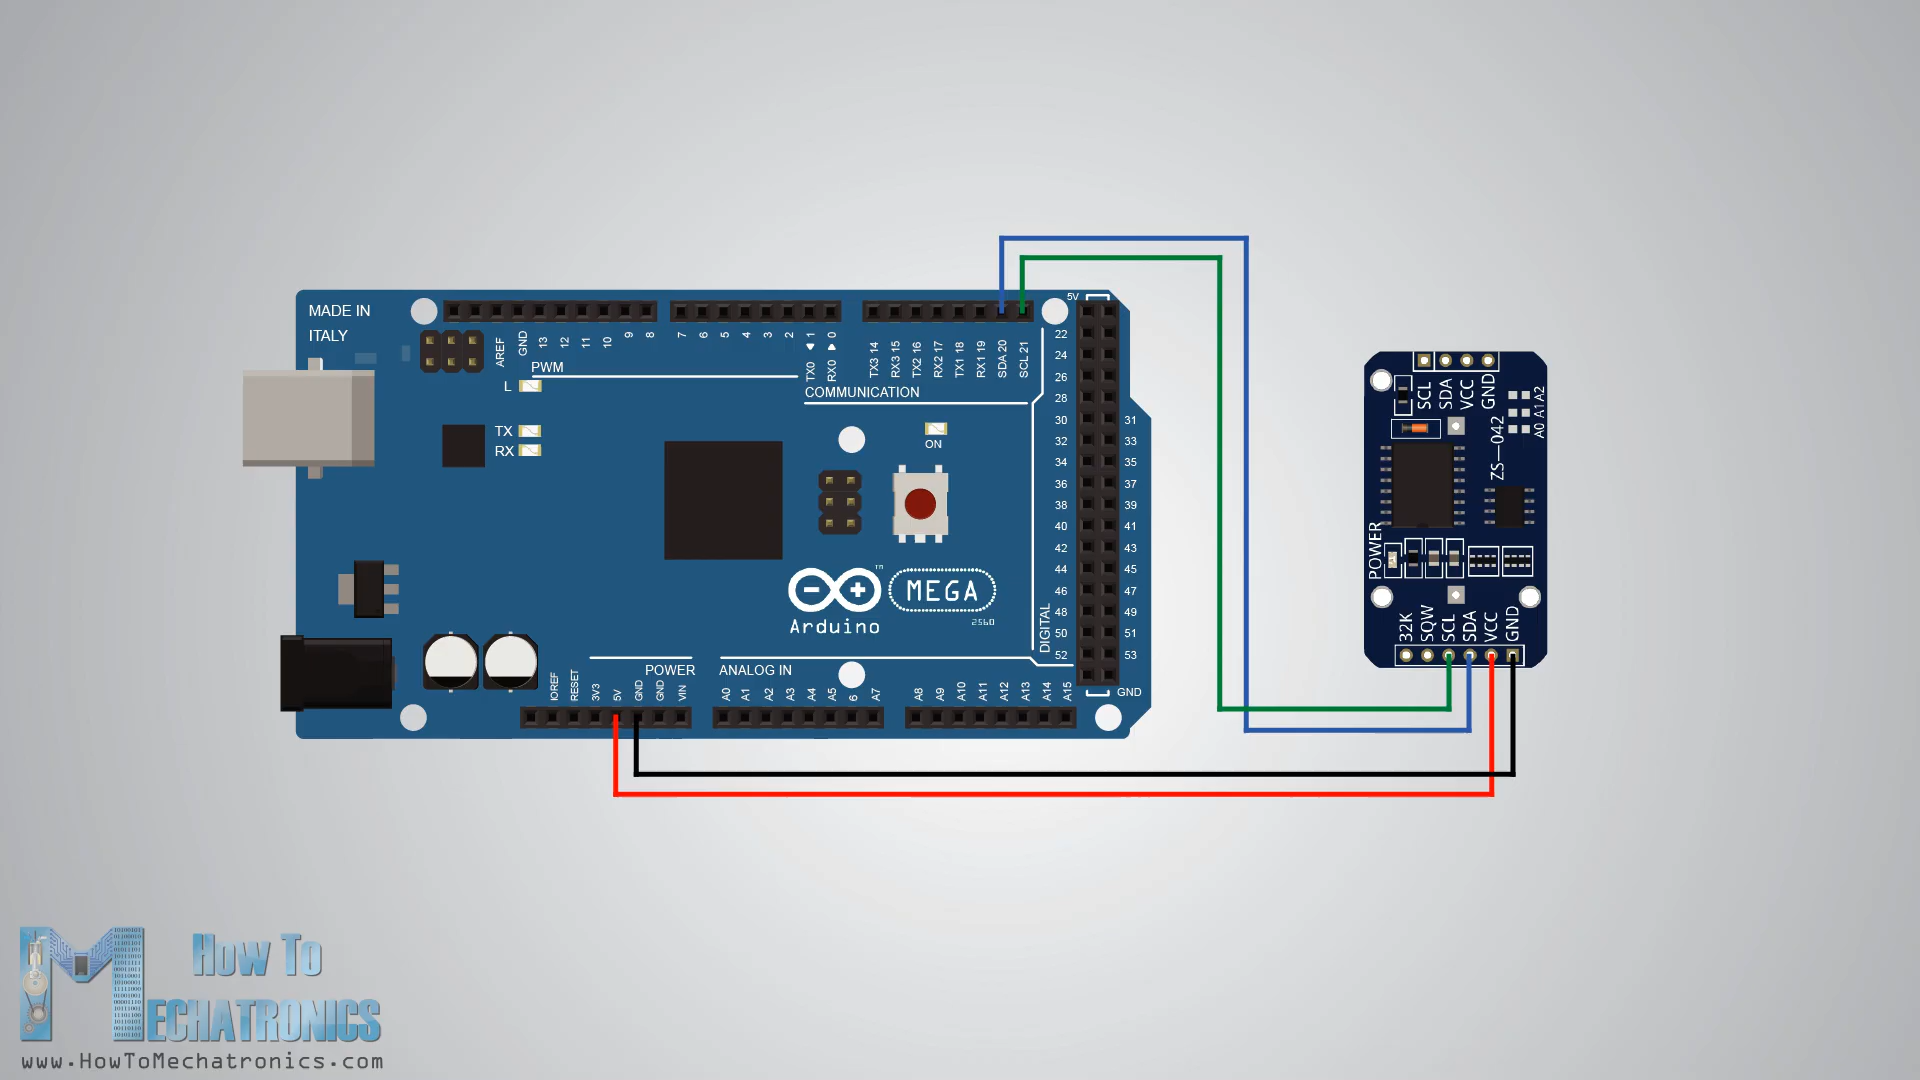 MADE IN
ITALY
AREF
GND
13
12
11
10
9
8
7
6
5
4
3
2
TX0 ◄ 1
RX0 ► 0
TX3 14
RX3 15
TX2 16
RX2 17
TX1 18
RX1 19
SDA 20
SCL 21
PWM
COMMUNICATION
L
TX
RX
ON
5V
22
24
26
28
30 31
32 33
34 35
36 37
38 39
40 41
42 43
44 45
46 47
48 49
50 51
52 53
DIGITAL
GND
™
MEGA
Arduino
2560
POWER
ANALOG IN
IOREF
RESET
3V3
5V
GND
GND
VIN
A0
A1
A2
A3
A4
A5
6
A7
A8
A9
A10
A11
A12
A13
A14
A15
SCL
SDA
VCC
GND
A0 A1 A2
ZS-042
POWER
32K
SQW
SCL
SDA
VCC
GND
How To
MECHATRONICS
www.HowToMechatronics.com